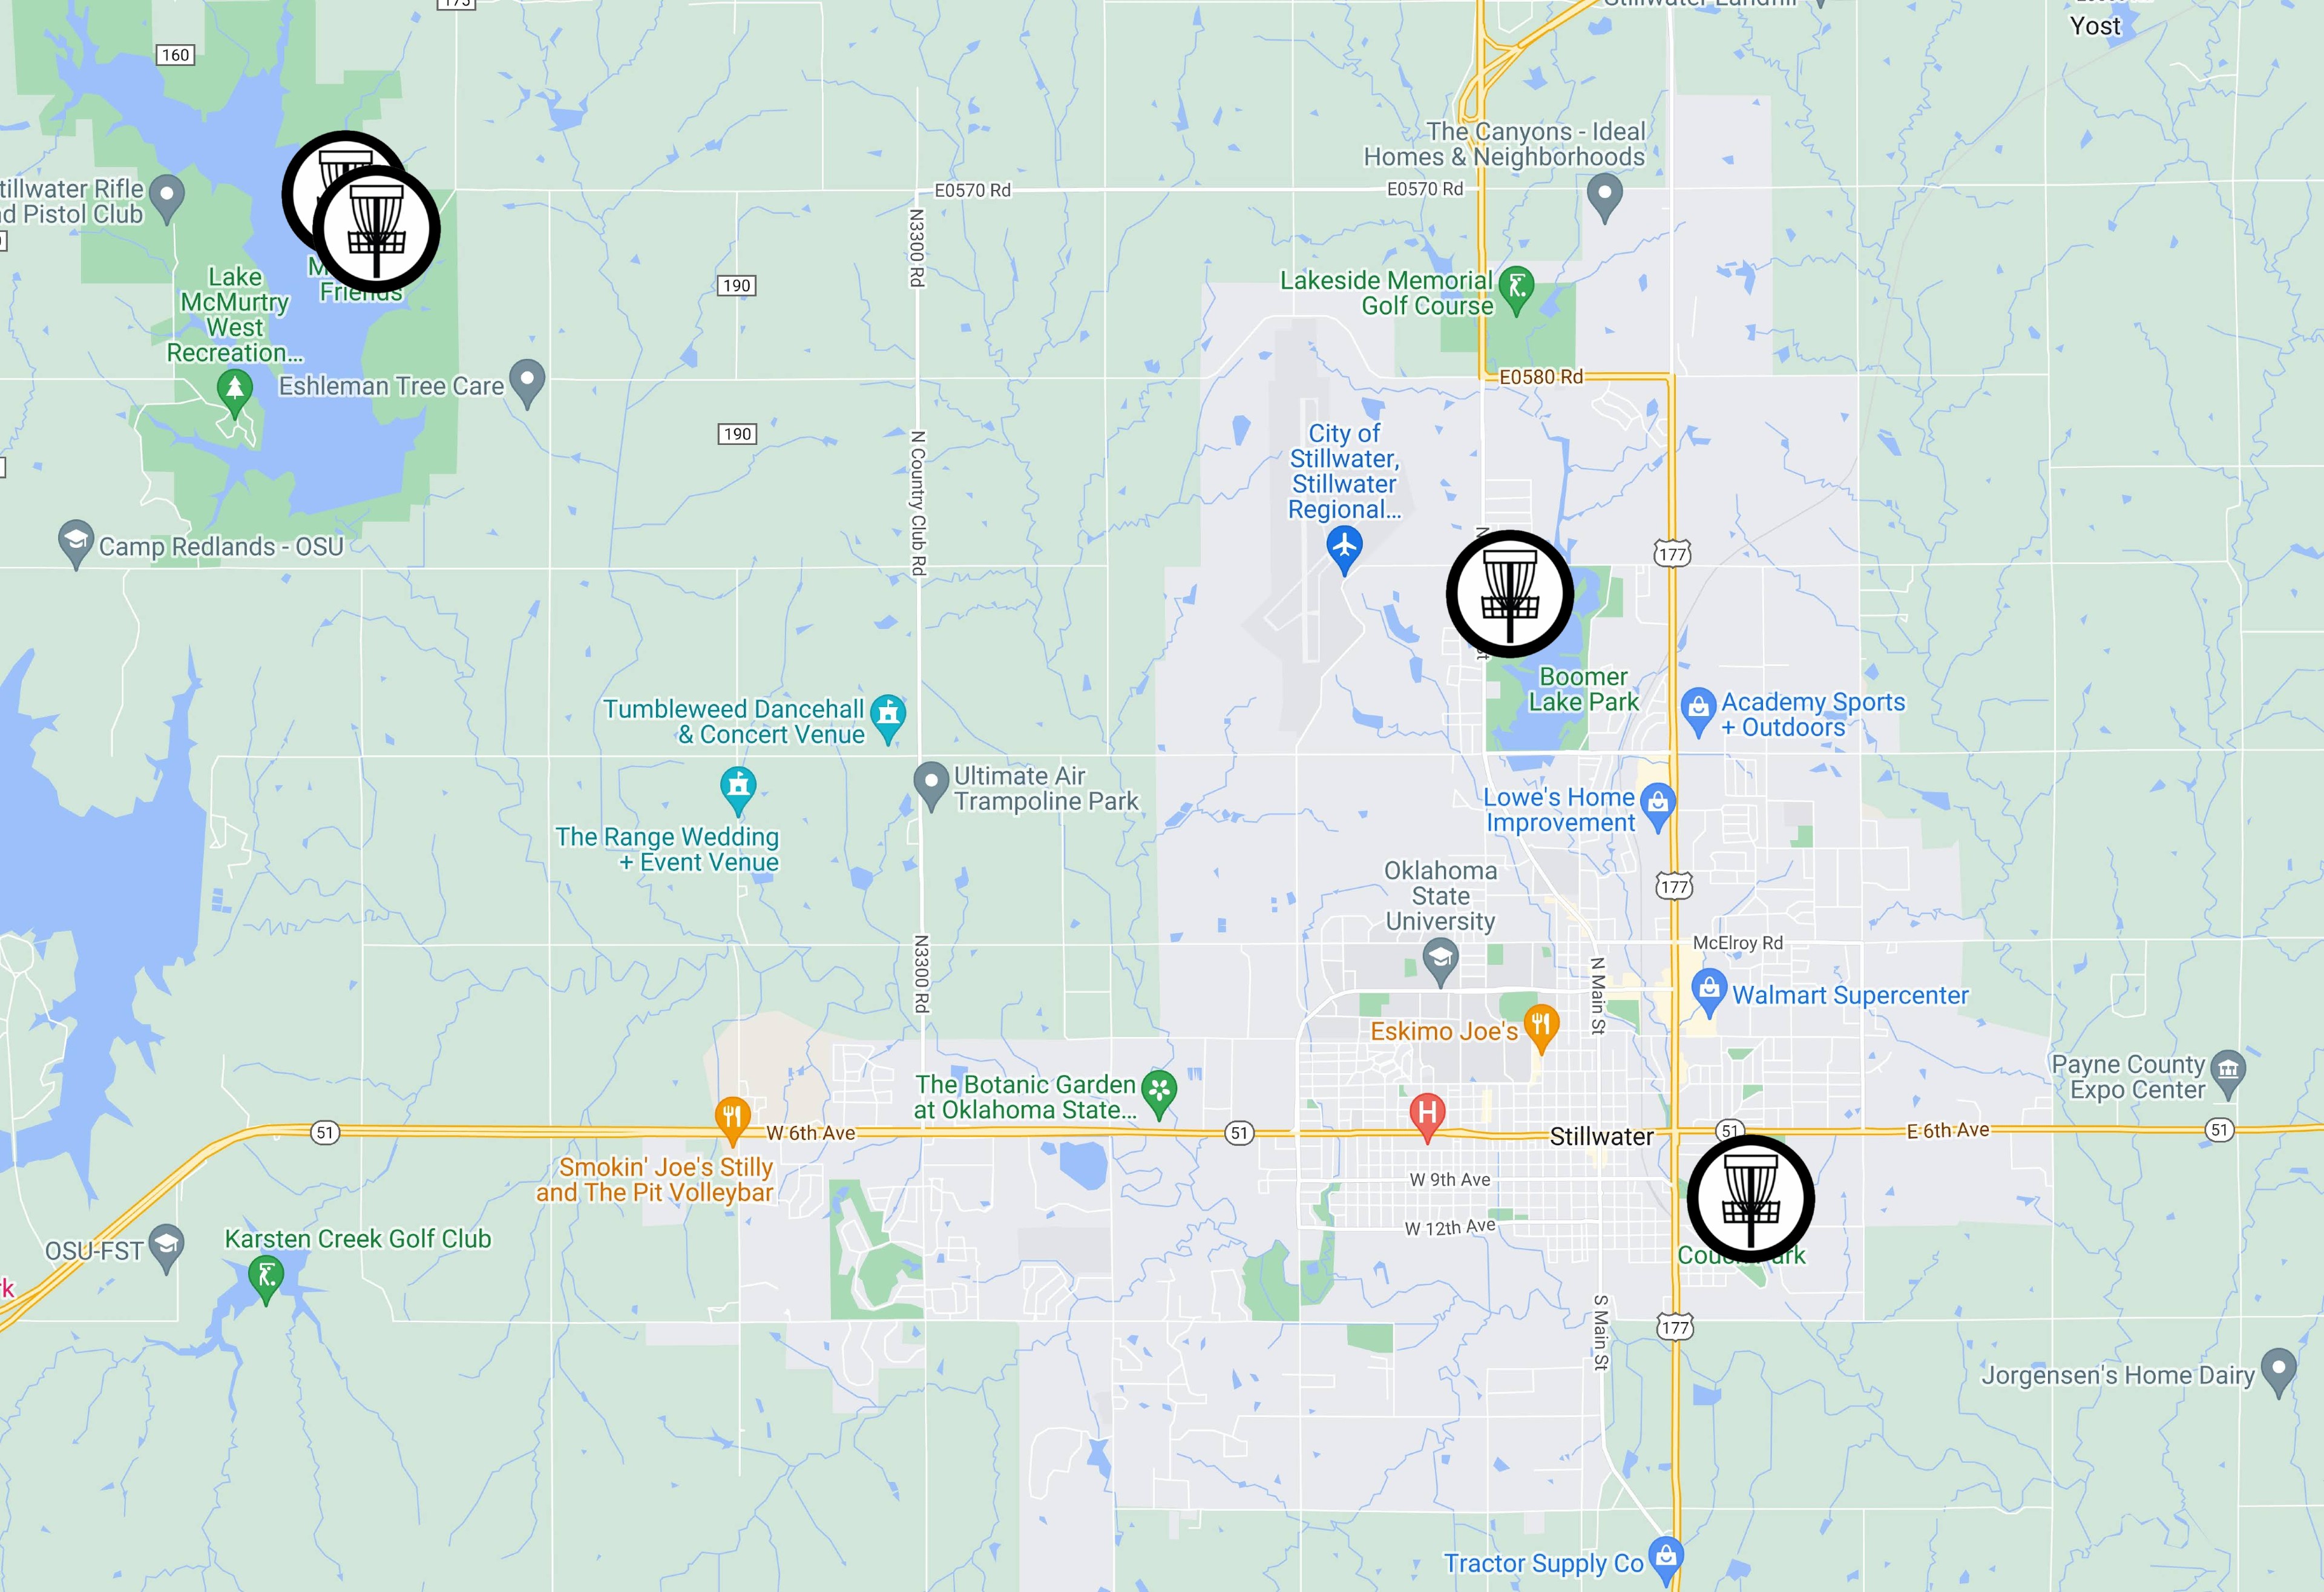 173
160
Stillwater Landfill
Yost
The Canyons - Ideal
Homes & Neighborhoods
tillwater Rifle
d Pistol Club
E0570 Rd
E0570 Rd
N3300 Rd
Lake
McMurtry
West
Recreation...
Friends
190
Lakeside Memorial
Golf Course
Eshleman Tree Care
E0580 Rd
190
N Country Club Rd
City of
Stillwater,
Stillwater
Regional...
Camp Redlands - OSU
177
Boomer
Lake Park
Tumbleweed Dancehall
& Concert Venue
Academy Sports
+ Outdoors
Ultimate Air
Trampoline Park
The Range Wedding
+ Event Venue
Lowe's Home
Improvement
Oklahoma
State
University
177
McElroy Rd
N3300 Rd
N Main St
Walmart Supercenter
Eskimo Joe's
Payne County
Expo Center
The Botanic Garden
at Oklahoma State...
H
51
W 6th Ave
51
Stillwater
51
E 6th Ave
51
Smokin' Joe's Stilly
and The Pit Volleybar
W 9th Ave
W 12th Ave
OSU-FST
Karsten Creek Golf Club
k
S Main St
177
Jorgensen's Home Dairy
Tractor Supply Co